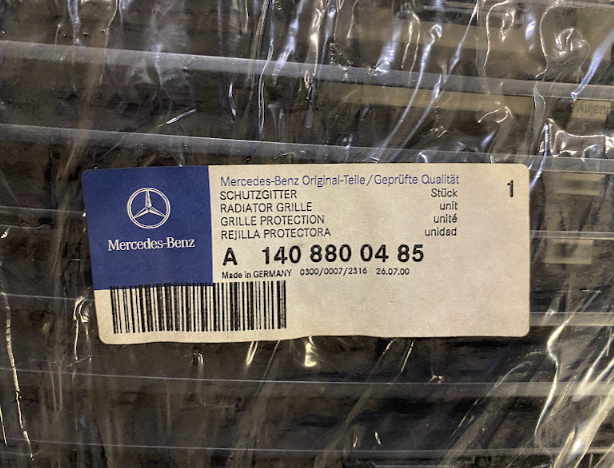 Mercedes-Benz
Mercedes-Benz Original-Teile/Geprüfte Qualität
SCHUTZGITTER Stück 1
RADIATOR GRILLE unit
GRILLE PROTECTION unité
REJILLA PROTECTORA unidad
A 140 880 04 85
Made in GERMANY 0300/0007/2316 26.07.00